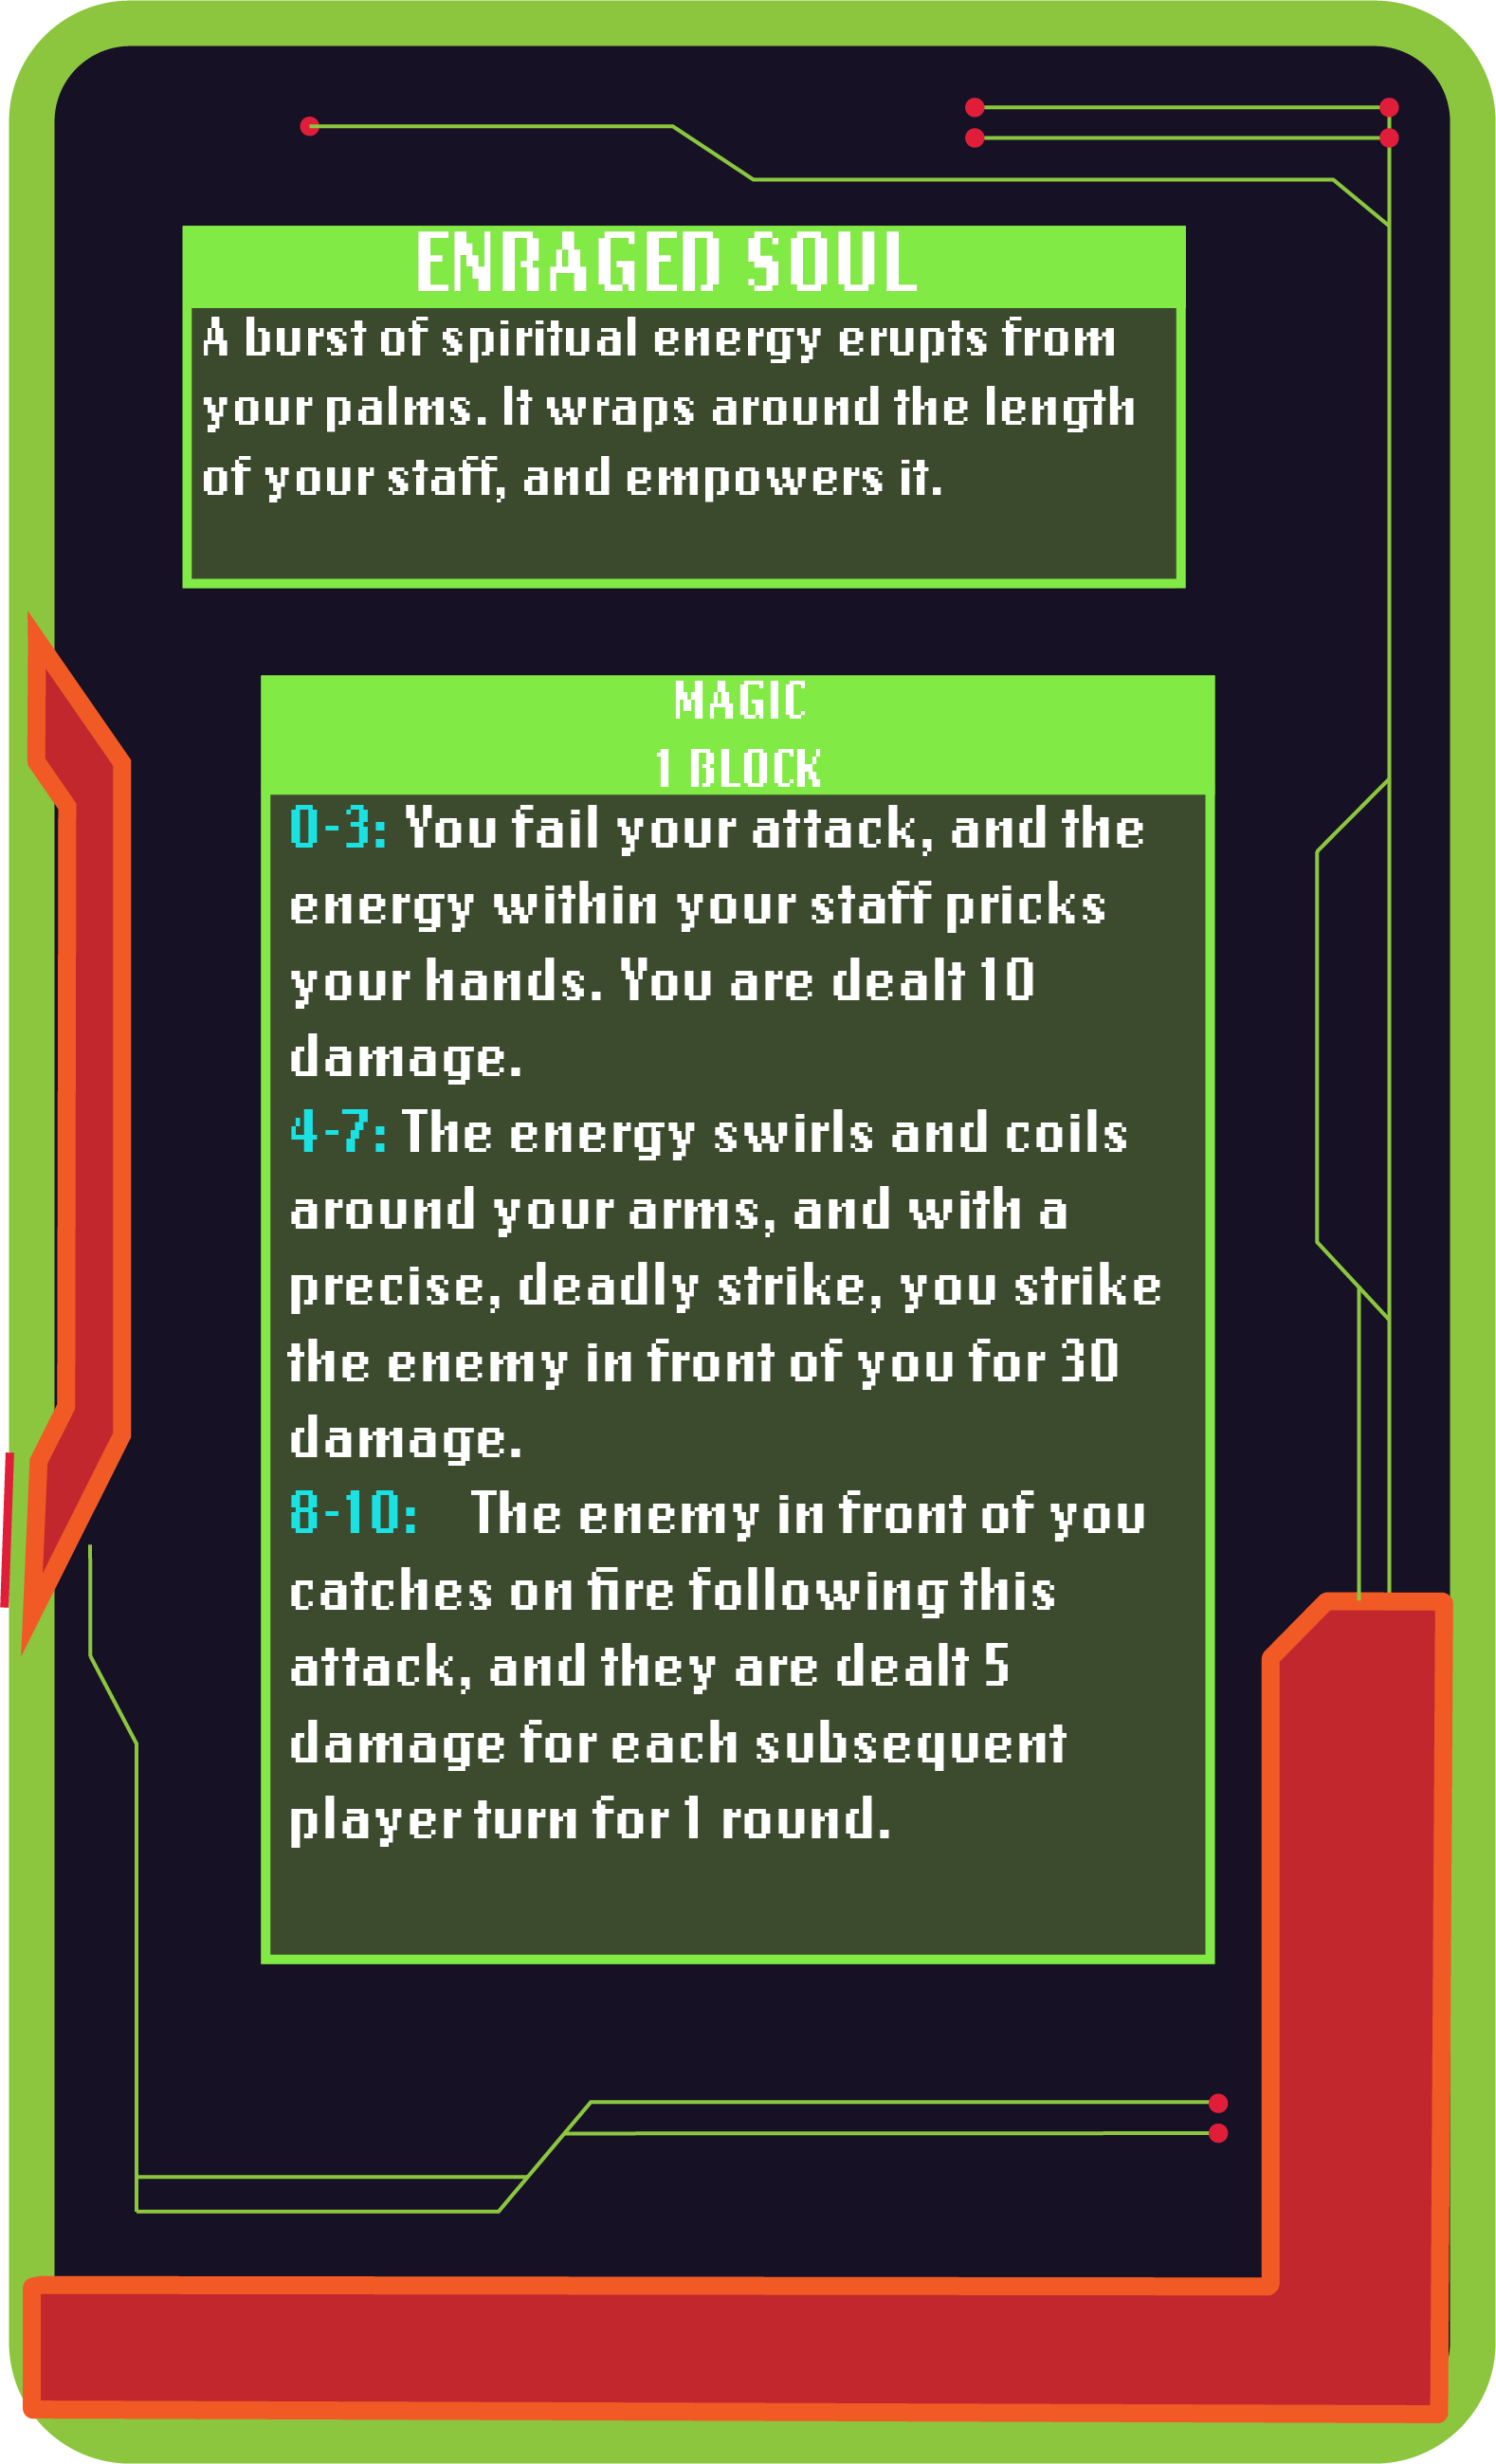 ENRAGED SOUL
A burst of spiritual energy erupts from
your palms. It wraps around the length
of your staff, and empowers it.
MAGIC
1 BLOCK
0-3: You fail your attack, and the
energy within your staff pricks
your hands. You are dealt 10
damage.
4-7: The energy swirls and coils
around your arms, and with a
precise, deadly strike, you strike
the enemy in front of you for 30
damage.
8-10: The enemy in front of you
catches on fire following this
attack, and they are dealt 5
damage for each subsequent
player turn for 1 round.